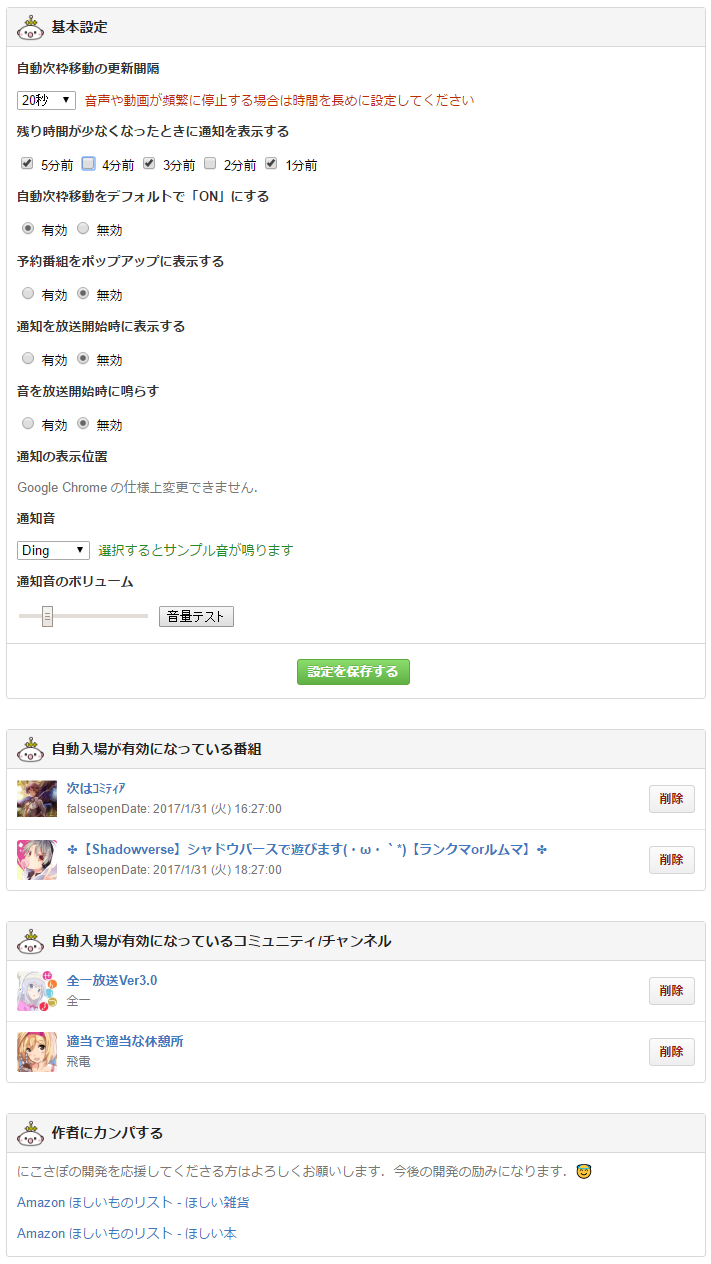 基本設定
自動次枠移動の更新間隔
20秒 音声や動画が頻繁に停止する場合は時間を長めに設定してください
残り時間が少なくなったときに通知を表示する
5分前 4分前 3分前 2分前 1分前
自動次枠移動をデフォルトで「ON」にする
有効 無効
予約番組をポップアップに表示する
有効 無効
通知を放送開始時に表示する
有効 無効
音を放送開始時に鳴らす
有効 無効
通知の表示位置
Google Chrome の仕様上変更できません.
通知音
Ding 選択するとサンプル音が鳴ります
通知音のボリューム
音量テスト
設定を保存する
自動入場が有効になっている番組
次はｺﾐﾃｨｱ
falseopenDate: 2017/1/31 (火) 16:27:00
削除
✤【Shadowverse】シャドウバースで遊びます(・ω・｀*)【ランクマorルムマ】✤
falseopenDate: 2017/1/31 (火) 18:27:00
削除
自動入場が有効になっているコミュニティ/チャンネル
全一放送Ver3.0
全一
削除
適当で適当な休憩所
飛竜
削除
作者にカンパする
にこさぽの開発を応援してくださる方はよろしくお願いします. 今後の開発の励みになります. 😇
Amazon ほしいものリスト - ほしい雑貨
Amazon ほしいものリスト - ほしい本